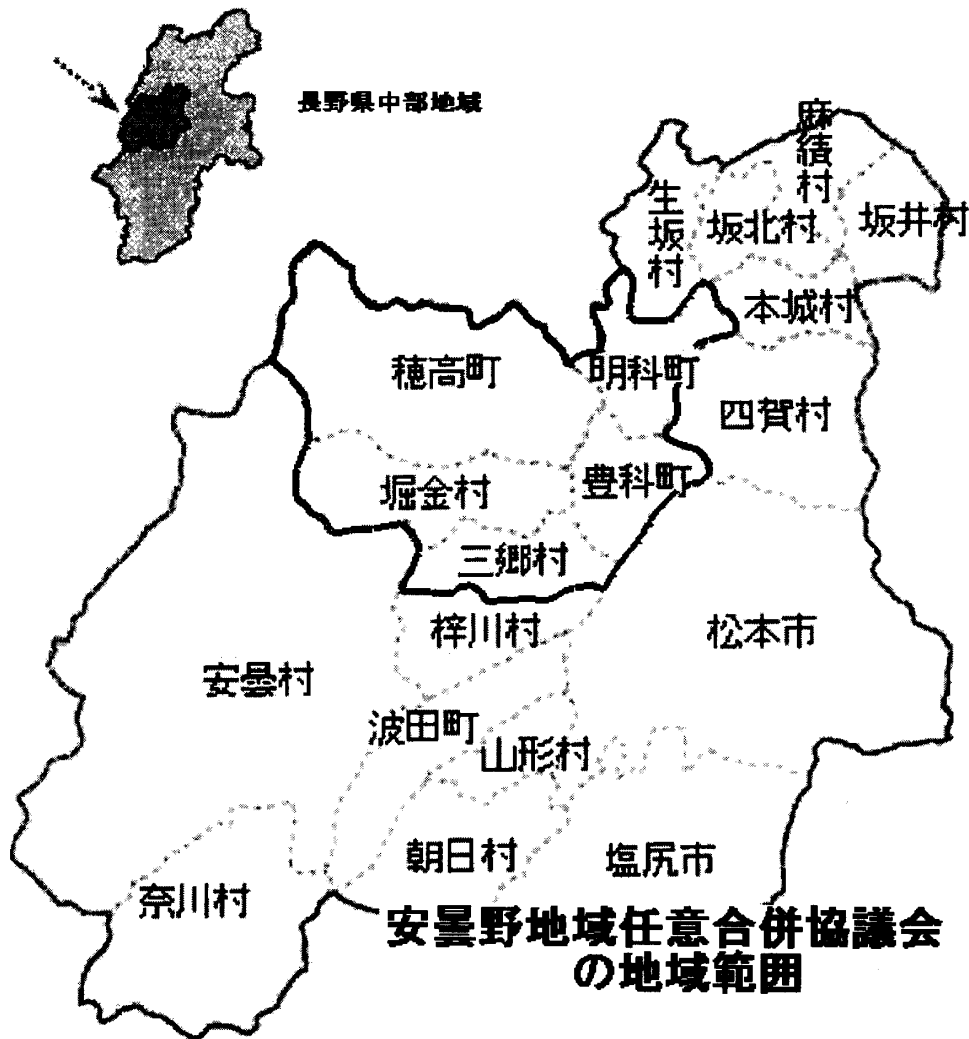 長野県中部地域
麻績村
生坂村
坂北村
坂井村
本城村
穂高町
明科町
四賀村
堀金村
豊科町
三郷村
梓川村
松本市
安曇村
波田町
山形村
朝日村
塩尻市
奈川村
安曇野地域任意合併協議会
の地域範囲